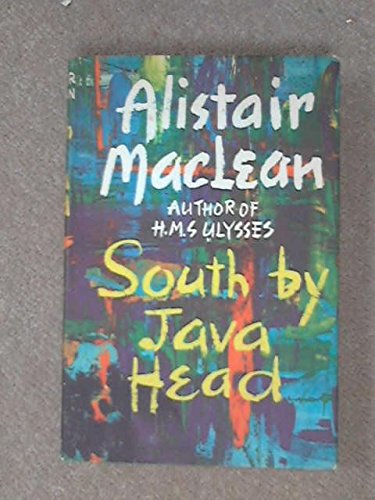 Alistair
MacLean
AUTHOR OF
H.M.S ULYSSES
South by
Java
Head